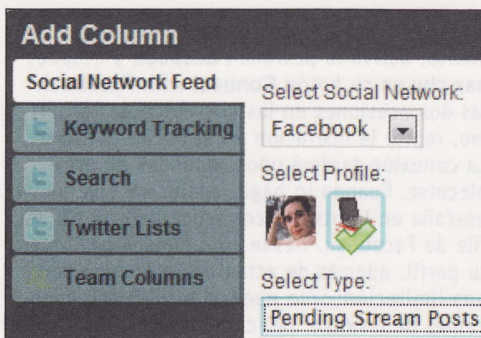 Add Column
Social Network Feed
Keyword Tracking
Search
Twitter Lists
Team Columns
Select Social Network:
Facebook
Select Profile:
Select Type:
Pending Stream Posts